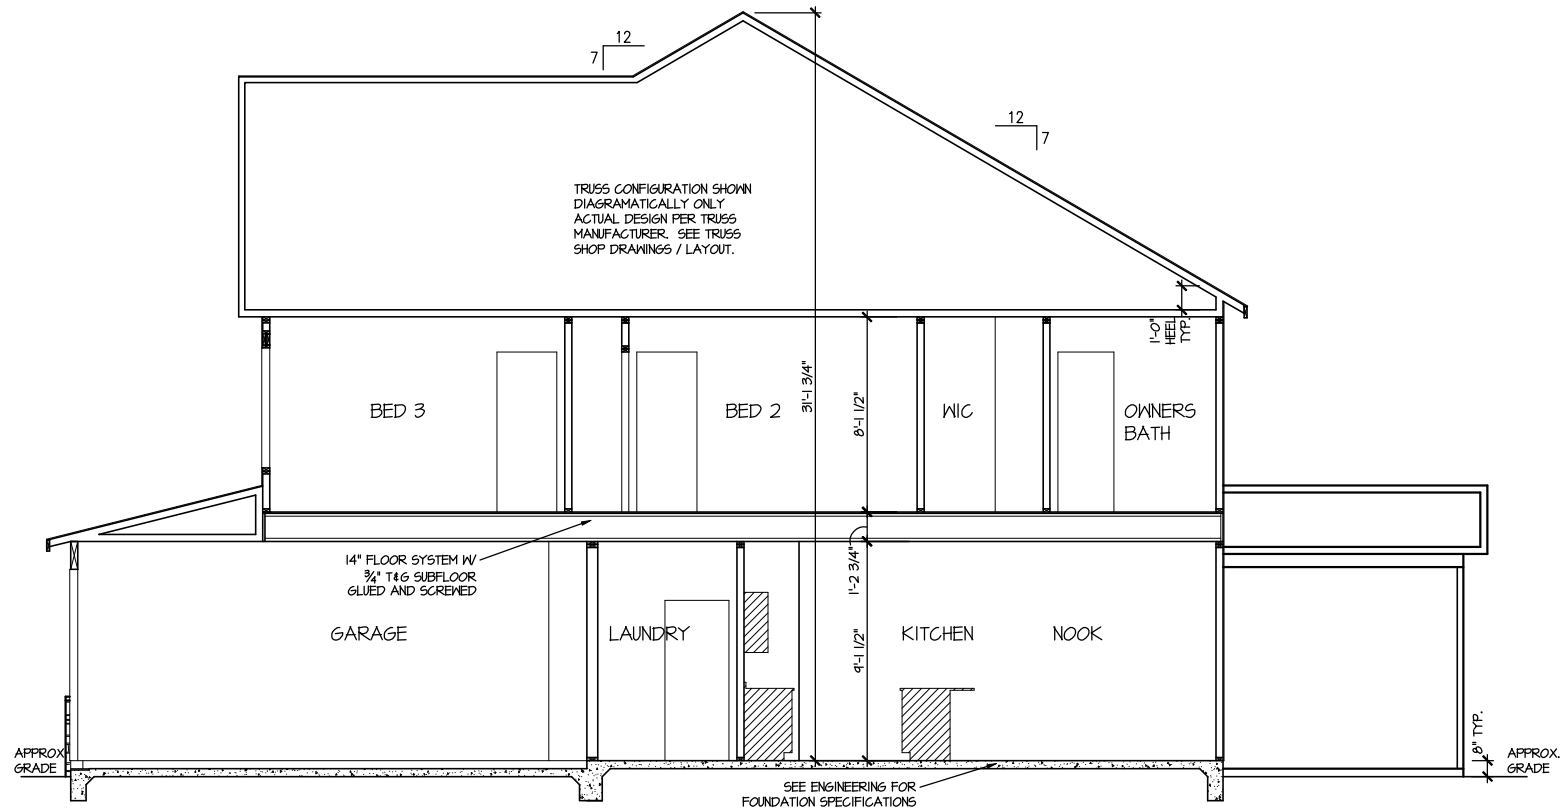 12
7
12
7
TRUSS CONFIGURATION SHOWN
DIAGRAMATICALLY ONLY
ACTUAL DESIGN PER TRUSS
MANUFACTURER. SEE TRUSS
SHOP DRAWINGS / LAYOUT.
1'-0"
HEEL
TYP.
31'-1 3/4"
8'-1 1/2"
BED 3
BED 2
WIC
OWNERS
BATH
14" FLOOR SYSTEM W/
3/4" T&G SUBFLOOR
GLUED AND SCREWED
1'-2 3/4"
GARAGE
LAUNDRY
KITCHEN
NOOK
9'-1 1/2"
8" TYP.
APPROX.
GRADE
APPROX.
GRADE
SEE ENGINEERING FOR
FOUNDATION SPECIFICATIONS